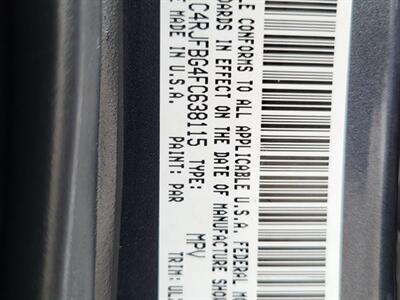 LE CONFORMS TO ALL APPLICABLE U.S.A. FEDERAL M
DARDS IN EFFECT ON THE DATE OF MANUFACTURE SHO
C4RJFBG4FC638115 TYPE: MPV
E MADE IN U.S.A. PAINT: PAR TRIM: